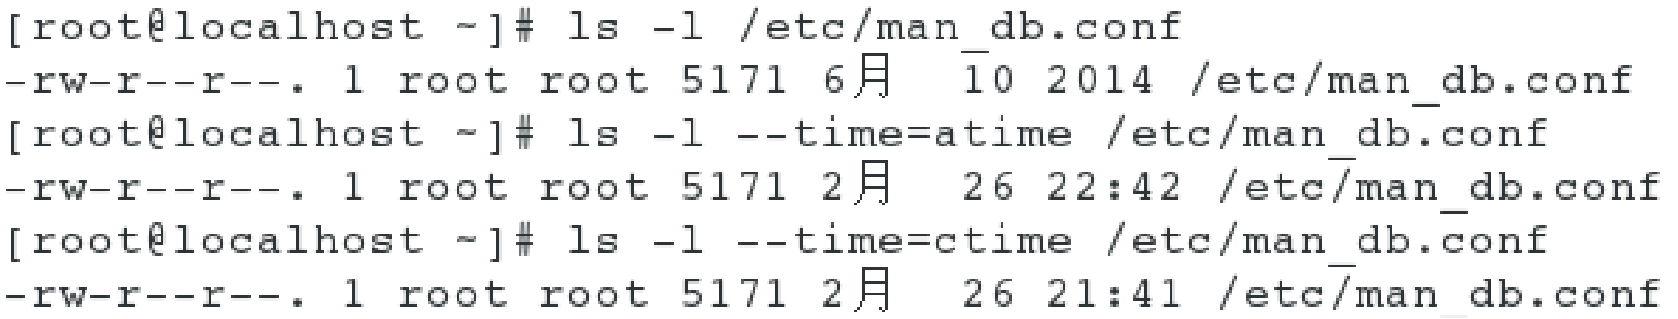 [root@localhost ~]# ls -l /etc/man_db.conf
-rw-r--r--. 1 root root 5171 6月  10 2014 /etc/man_db.conf
[root@localhost ~]# ls -l --time=atime /etc/man_db.conf
-rw-r--r--. 1 root root 5171 2月  26 22:42 /etc/man_db.conf
[root@localhost ~]# ls -l --time=ctime /etc/man_db.conf
-rw-r--r--. 1 root root 5171 2月  26 21:41 /etc/man_db.conf